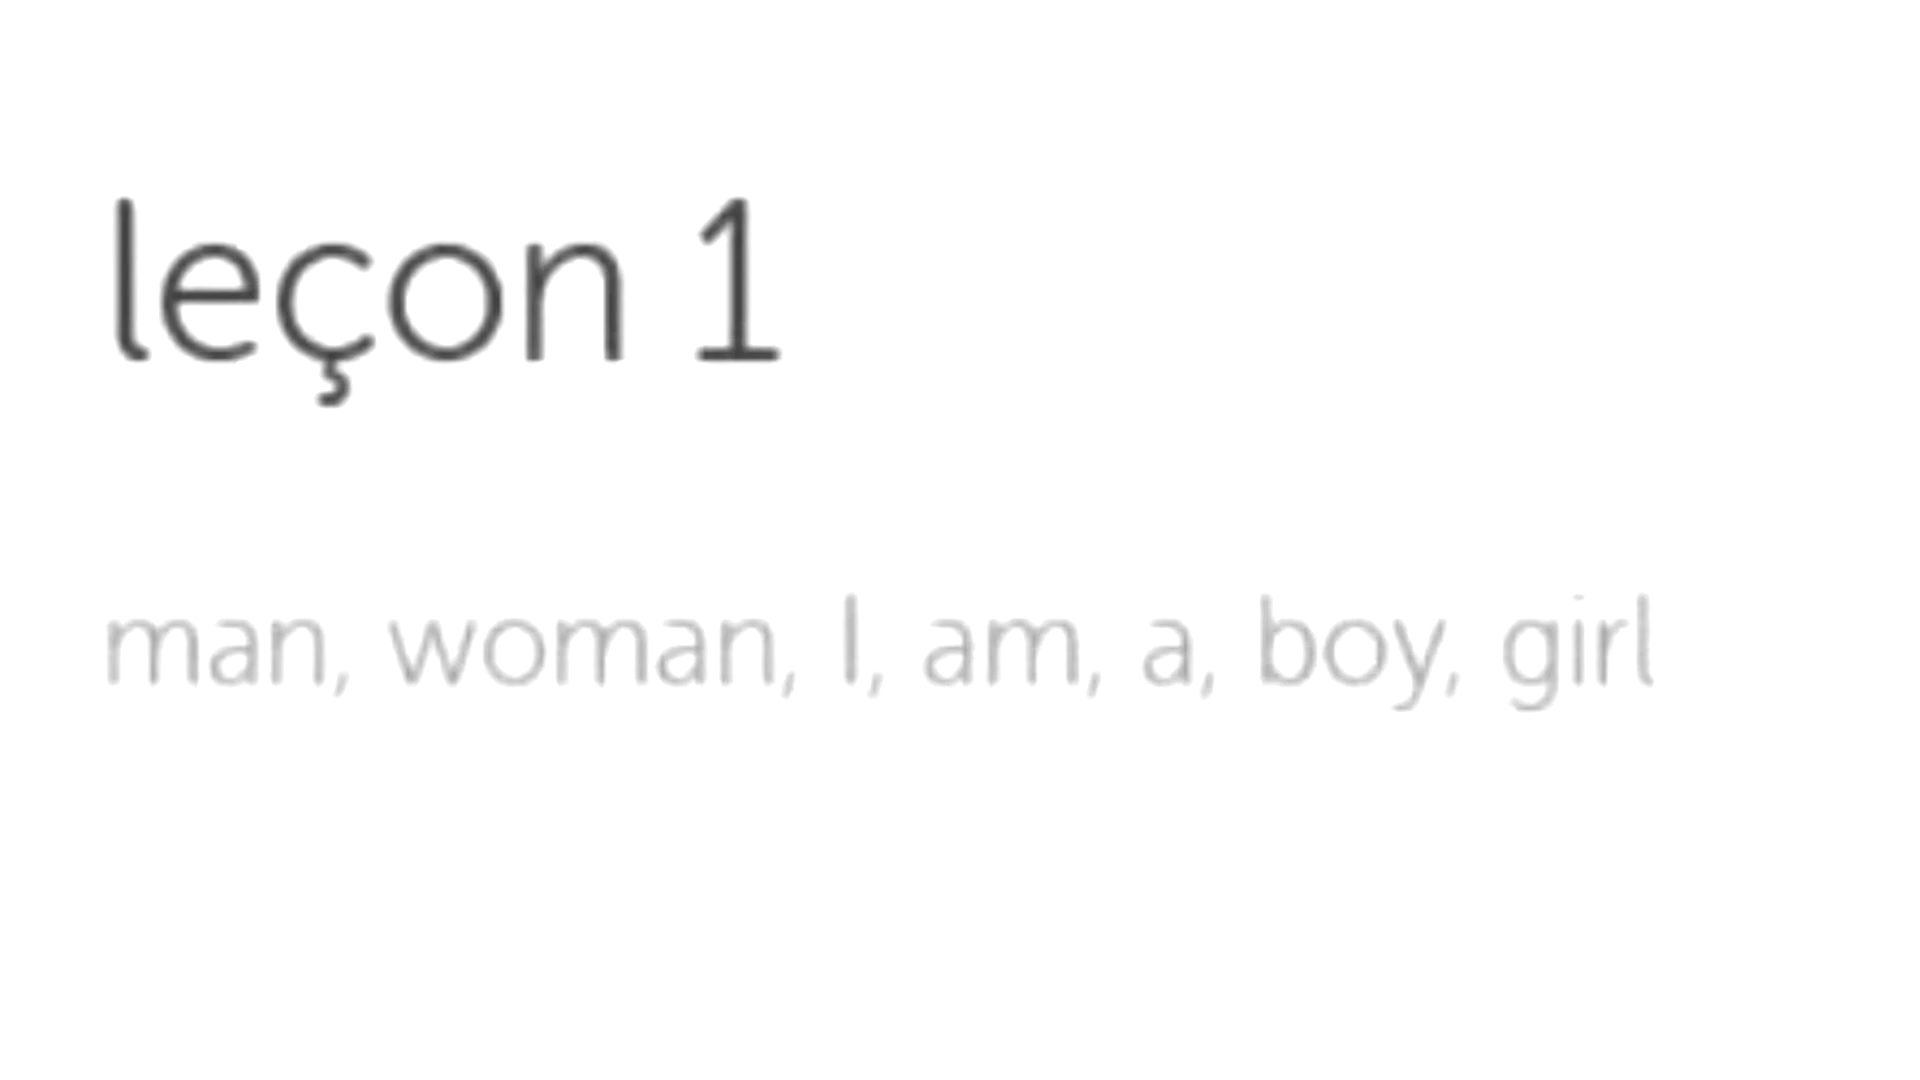 leçon 1
man, woman, I, am, a, boy, girl